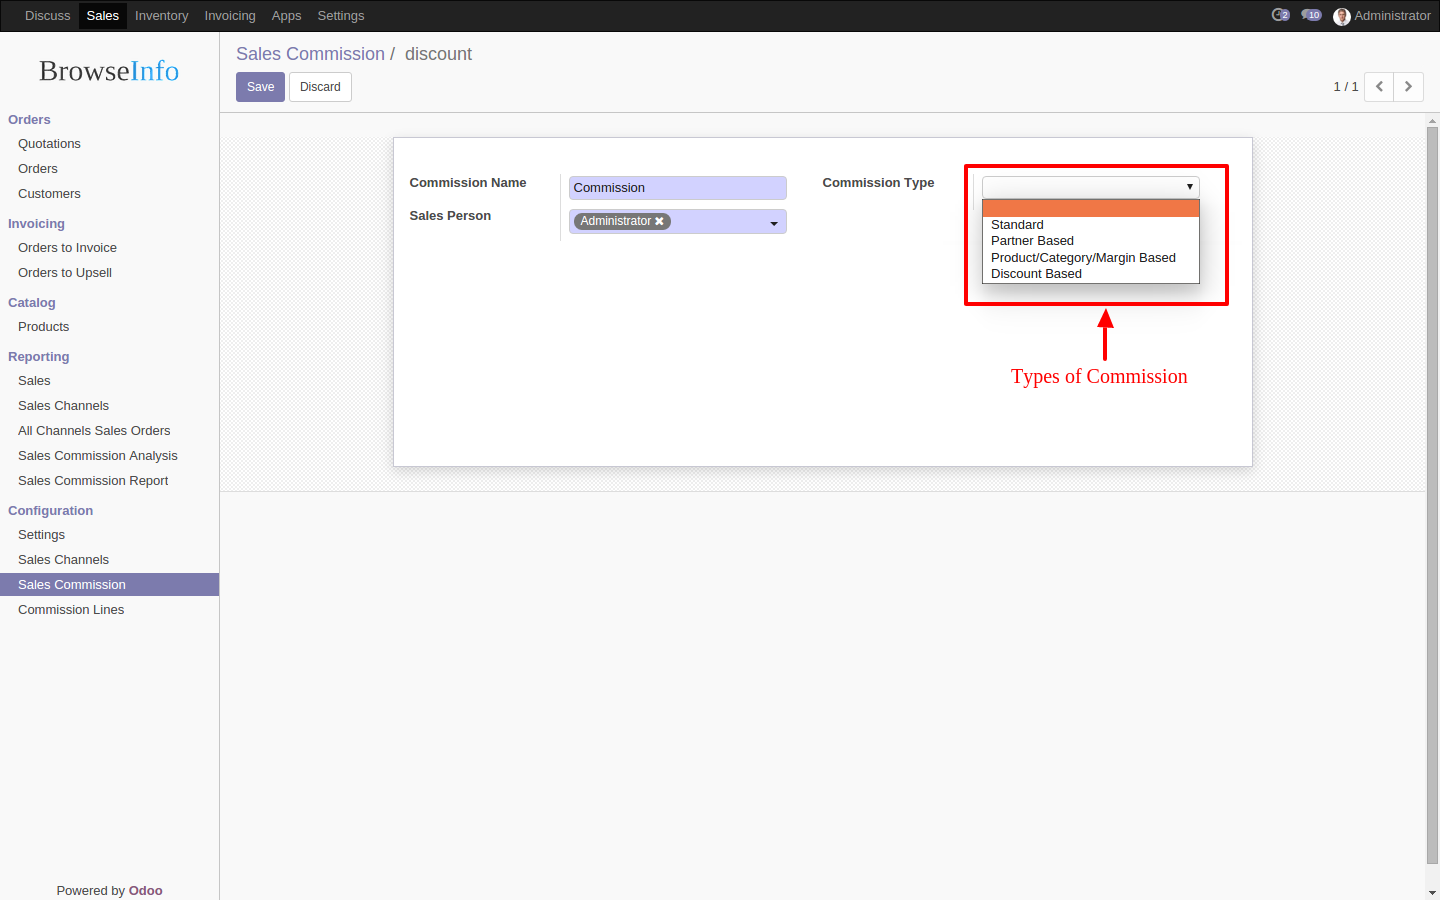 Discuss Sales Inventory Invoicing Apps Settings 2 10 Administrator
BrowseInfo
Orders
Quotations
Orders
Customers
Invoicing
Orders to Invoice
Orders to Upsell
Catalog
Products
Reporting
Sales
Sales Channels
All Channels Sales Orders
Sales Commission Analysis
Sales Commission Report
Configuration
Settings
Sales Channels
Sales Commission
Commission Lines
Powered by Odoo
Sales Commission / discount
Save Discard 1 / 1
Commission Name Commission
Sales Person Administrator ✖
Commission Type
Standard
Partner Based
Product/Category/Margin Based
Discount Based
Types of Commission